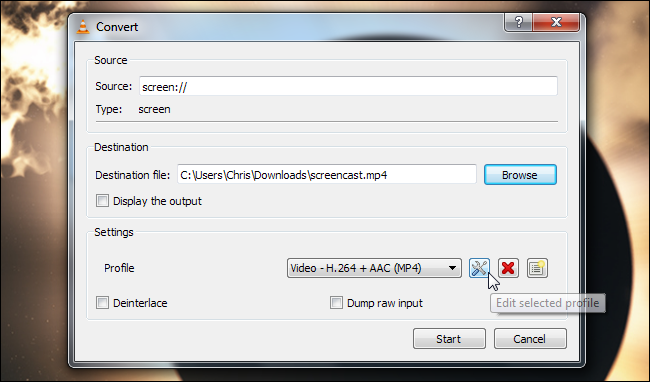 Convert
?
Source
Source: screen://
Type: screen
Destination
Destination file: C:\Users\Chris\Downloads\screencast.mp4 Browse
Display the output
Settings
Profile Video - H.264 + AAC (MP4)
Edit selected profile
Deinterlace Dump raw input
Start Cancel